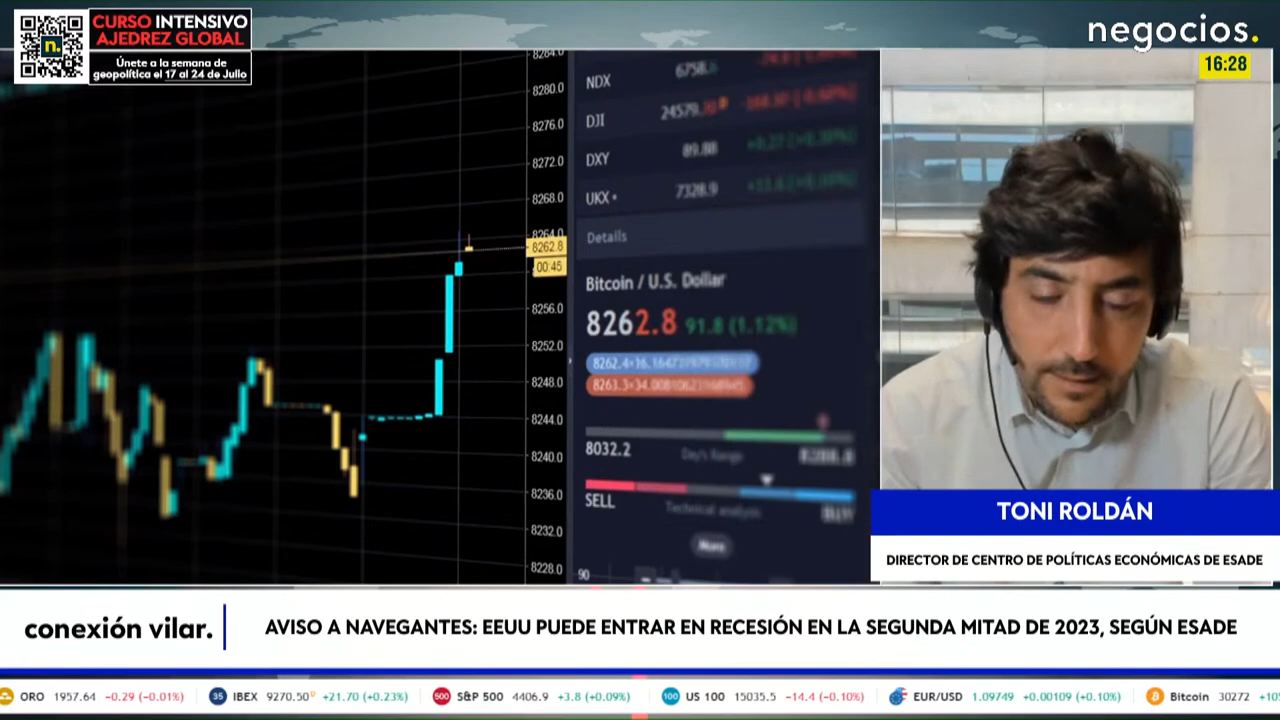 CURSO INTENSIVO
AJEDREZ GLOBAL
Únete a la semana de
geopolítica el 17 al 24 de Julio
n.
negocios.
16:28
8284.0
8280.0
8276.0
8272.0
8268.0
8264.0
8262.8
00:45
8256.0
8252.0
8248.0
8244.0
8240.0
8236.0
8232.0
8228.0
NDX
DJI
DXY 89.88
UKX 7328.9
Details
Bitcoin / U.S. Dollar
8262.8 91.8 (1.12%)
8032.2 Day's Range
SELL Technical analysis
More
90
TONI ROLDÁN
DIRECTOR DE CENTRO DE POLÍTICAS ECONÓMICAS DE ESADE
conexión vilar.
AVISO A NAVEGANTES: EEUU PUEDE ENTRAR EN RECESIÓN EN LA SEGUNDA MITAD DE 2023, SEGÚN ESADE
ORO 1957.64 -0.29 (-0.01%) 35 IBEX 9270.50 D +21.70 (+0.23%) 500 S&P 500 4406.9 +3.8 (+0.09%) 100 US 100 15035.5 -14.4 (-0.10%) EUR/USD 1.09749 +0.00109 (+0.10%) Bitcoin 30272